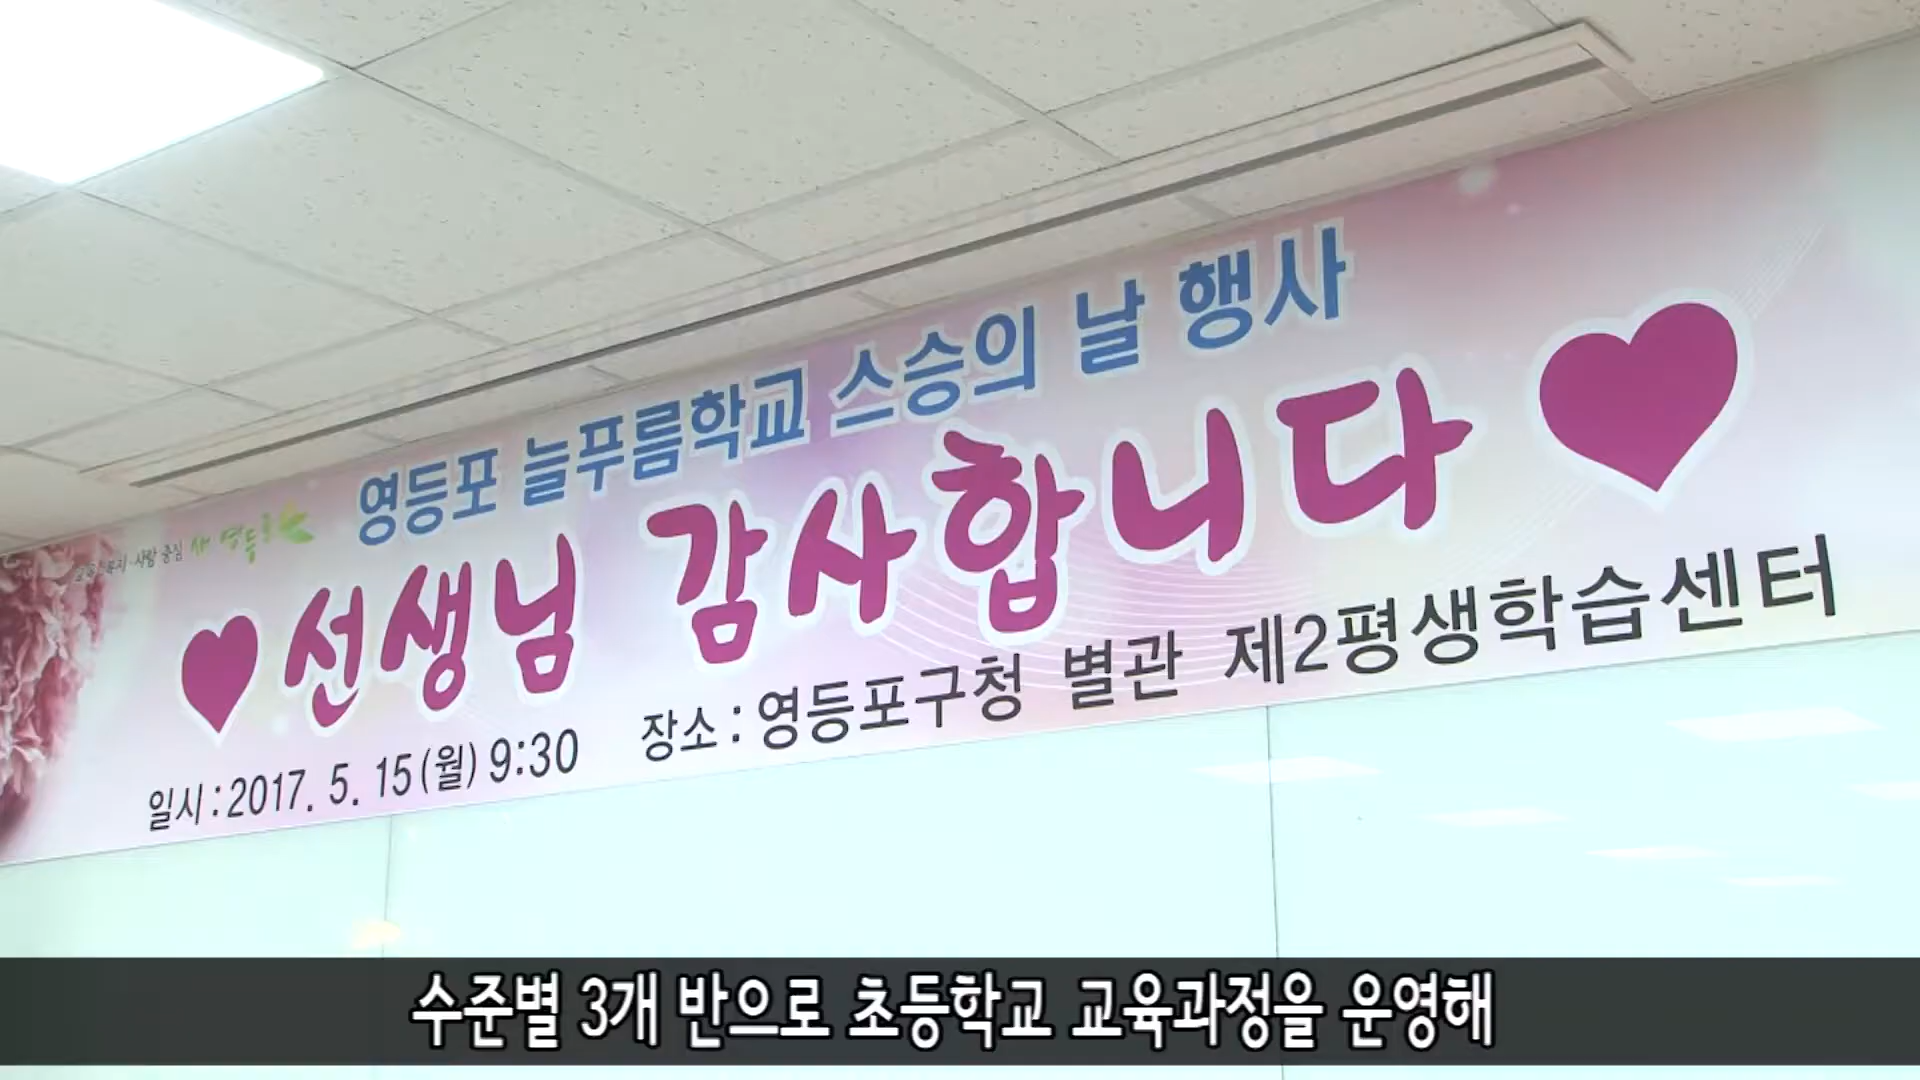 영등포 늘푸름학교 스승의 날 행사
선생님 감사합니다
일시 : 2017. 5. 15 (월) 9:30 장소 : 영등포구청 별관 제2평생학습센터
수준별 3개 반으로 초등학교 교육과정을 운영해